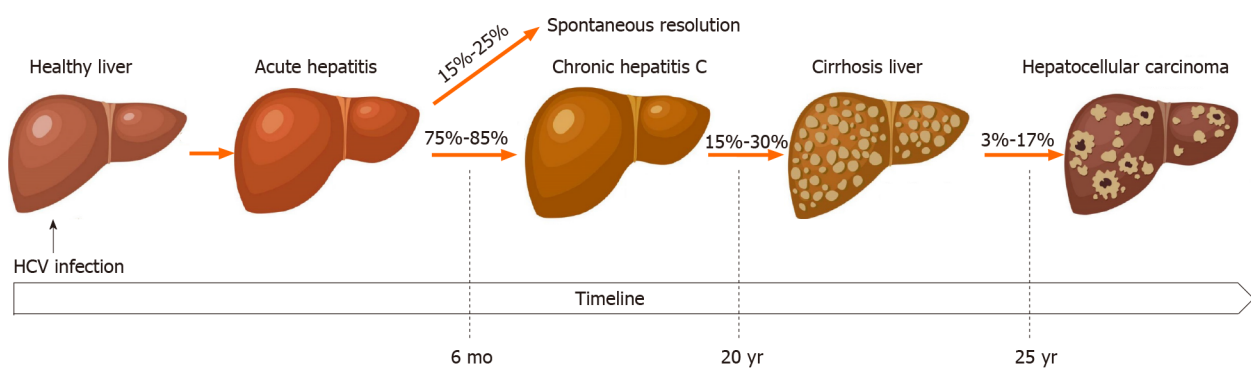 Spontaneous resolution
15%-25%
Healthy liver
Acute hepatitis
Chronic hepatitis C
Cirrhosis liver
Hepatocellular carcinoma
75%-85%
15%-30%
3%-17%
HCV infection
Timeline
6 mo
20 yr
25 yr